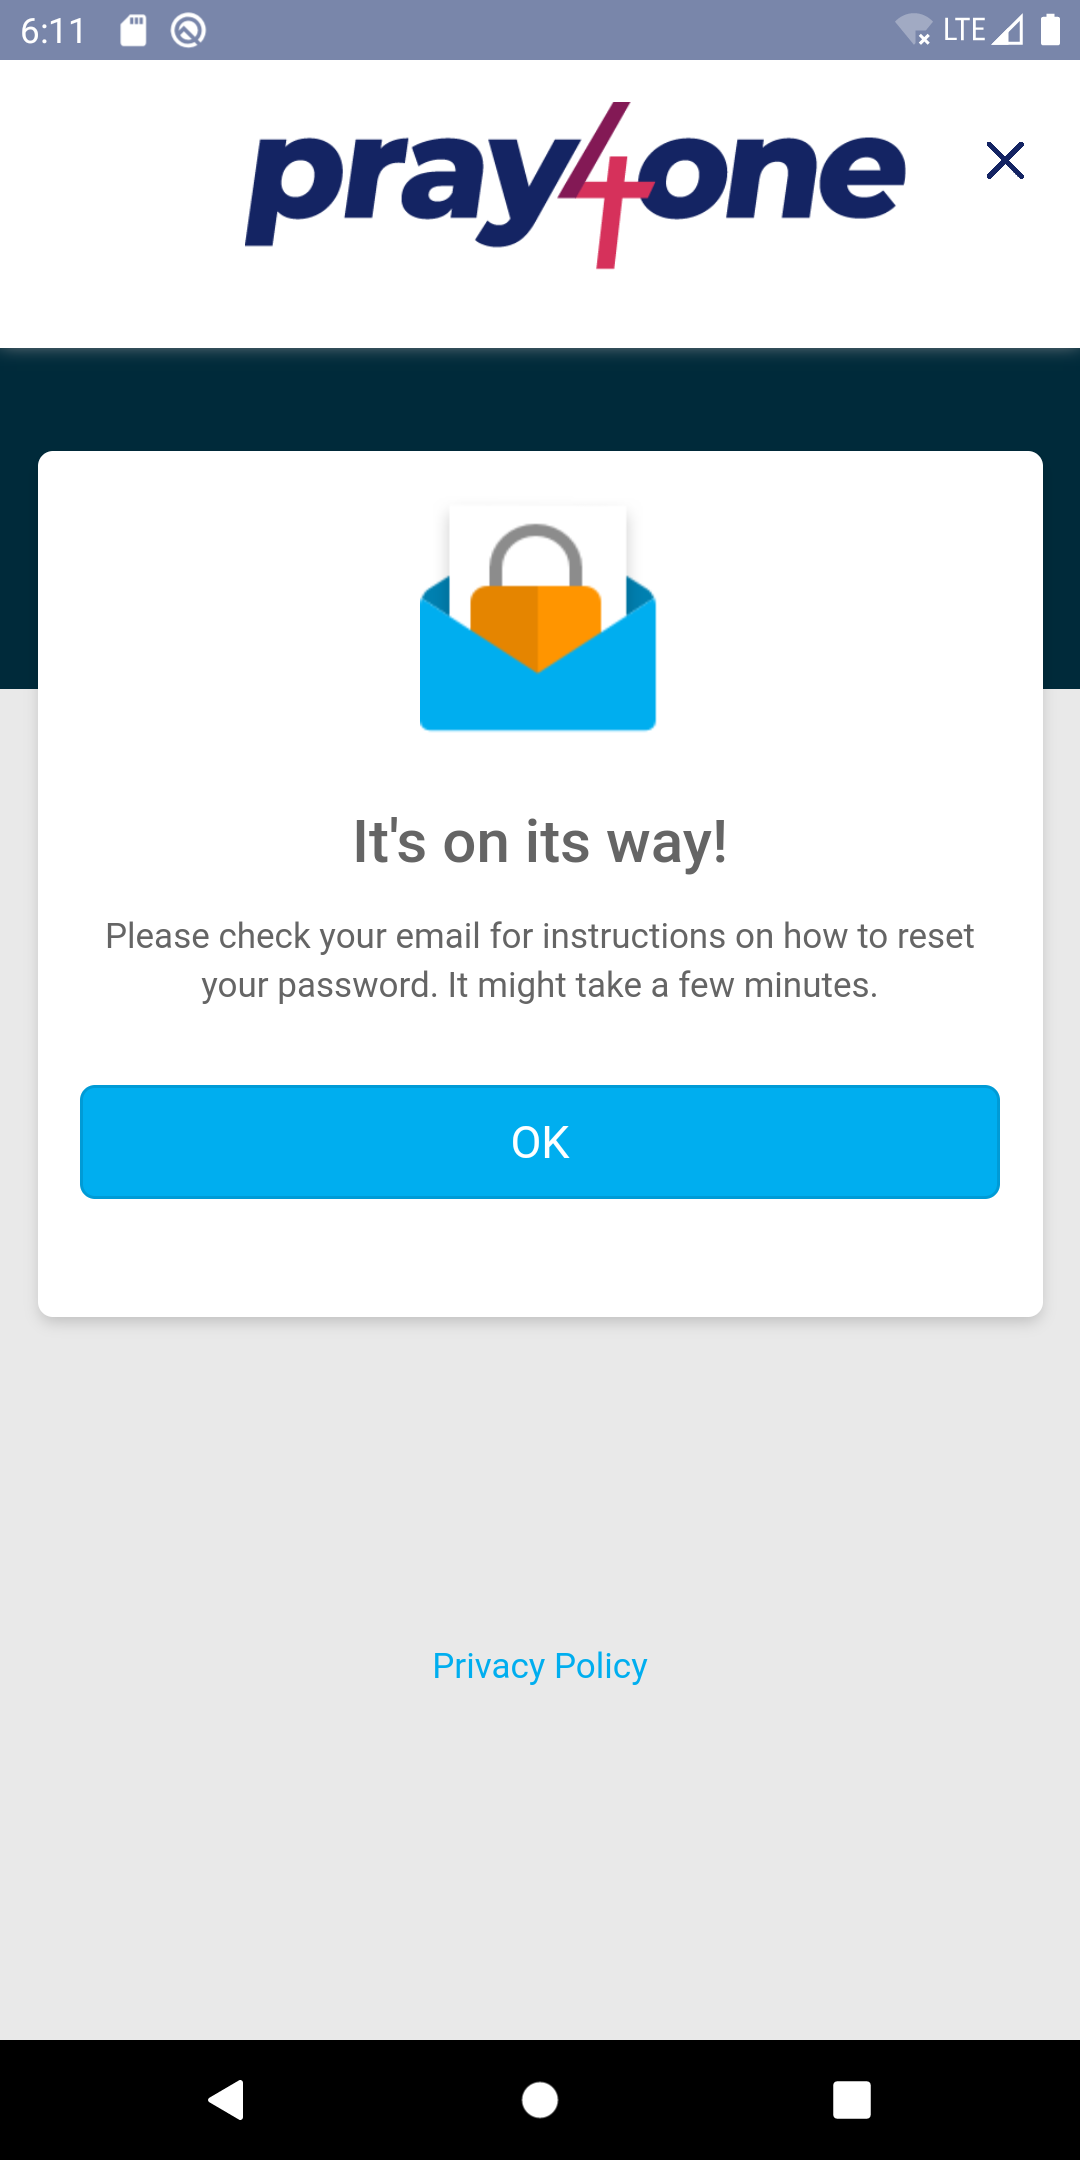 6:11
LTE
pray4one
It's on its way!
Please check your email for instructions on how to reset
your password. It might take a few minutes.
OK
Privacy Policy